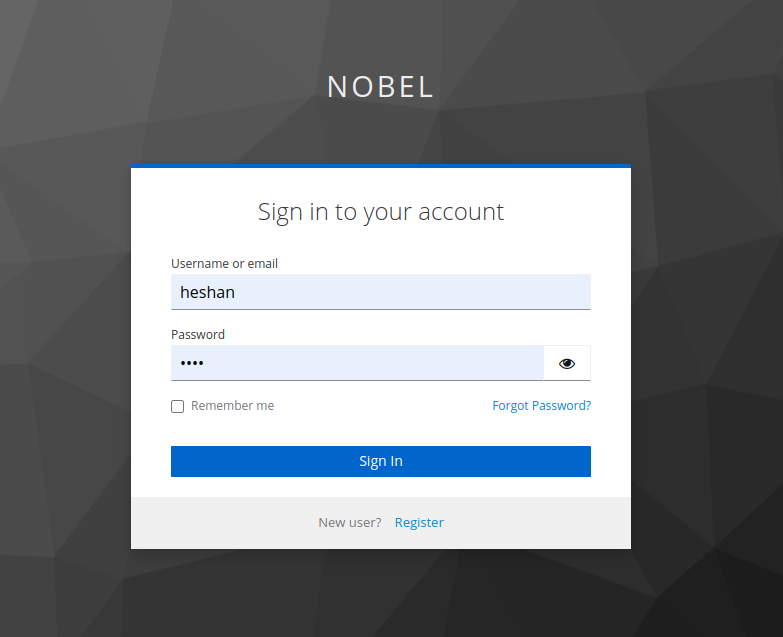 NOBEL
Sign in to your account
Username or email
heshan
Password
••••
Remember me Forgot Password?
Sign In
New user? Register